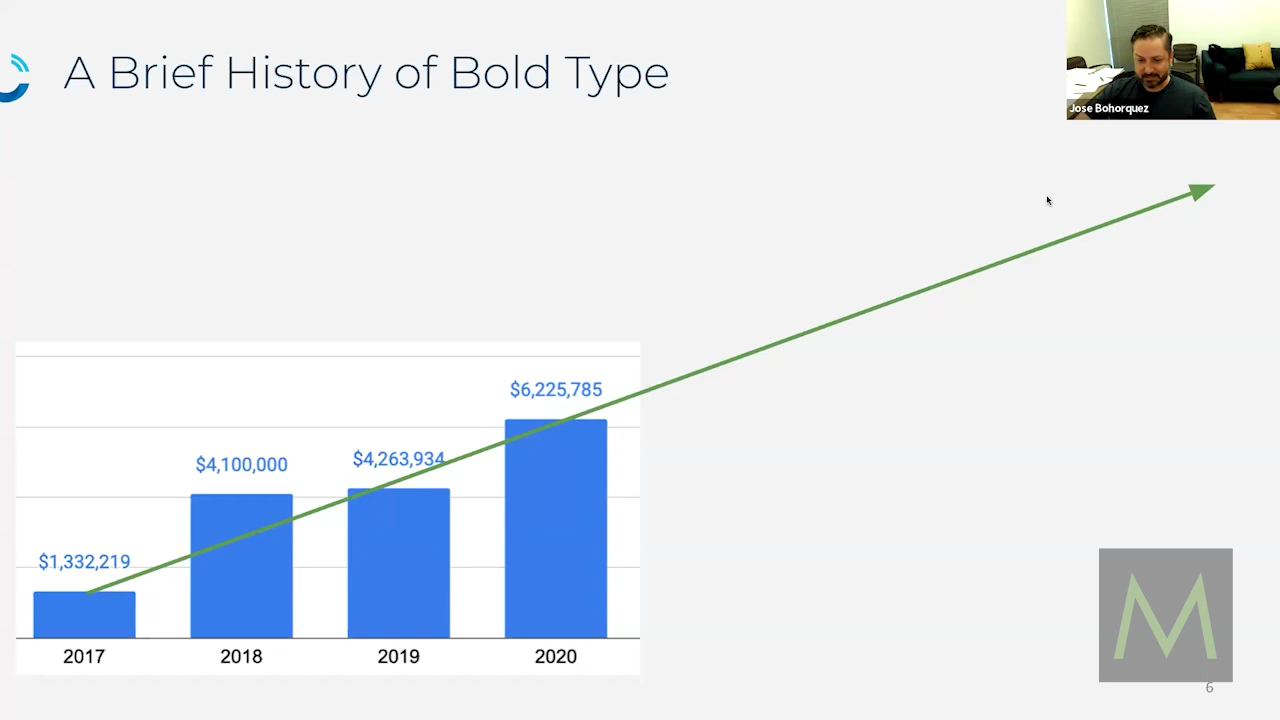 A Brief History of Bold Type
Jose Bohorquez
$6,225,785
$4,100,000
$4,263,934
$1,332,219
2017 2018 2019 2020
M
6